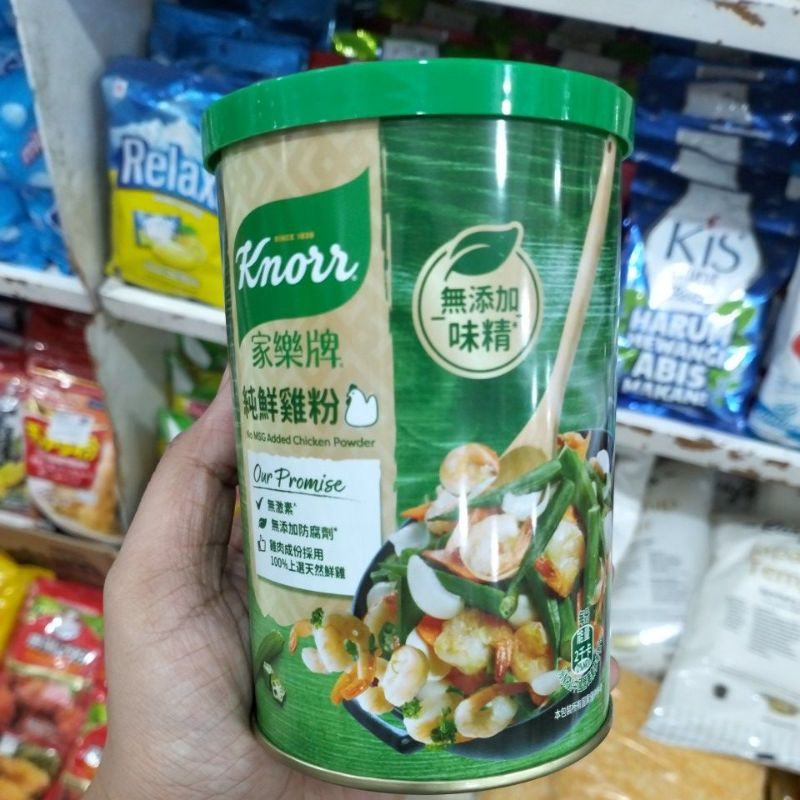 Relax
SINCE 1838
Knorr
家樂牌
純鮮雞粉
No MSG Added Chicken Powder
Our Promise
無激素^
無添加防腐劑*
雞肉成份採用
100%上選天然鮮雞
無添加
味精*
KIS
HARUM
MEWANGI
ABIS
MAKAN!